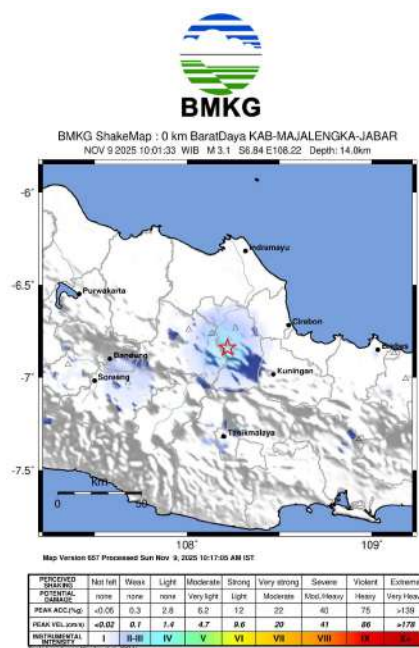 BMKG
BMKG ShakeMap : 0 km BaratDaya KAB-MAJALENGKA-JABAR
NOV 9 2025 10:01:33 WIB M 3.1 S6.84 E108.22 Depth: 14.0km
-6°
Indramayu
-6.5°
Purwakarta
Cirebon
Bandung
Brebes
Soreang
Kuningan
-7°
Tasikmalaya
-7.5°
km
0 50
108° 109°
Map Version 657 Processed Sun Nov 9, 2025 10:17:05 AM IST
PERCEIVED SHAKING Not felt Weak Light Moderate Strong Very strong Severe Violent Extreme
POTENTIAL DAMAGE none none none Very light Light Moderate Mod./Heavy Heavy Very Heavy
PEAK ACC.(%g) <0.05 0.3 2.8 6.2 12 22 40 75 >139
PEAK VEL.(cm/s) <0.02 0.1 1.4 4.7 9.6 20 41 86 >178
INSTRUMENTAL INTENSITY I II-III IV V VI VII VIII IX